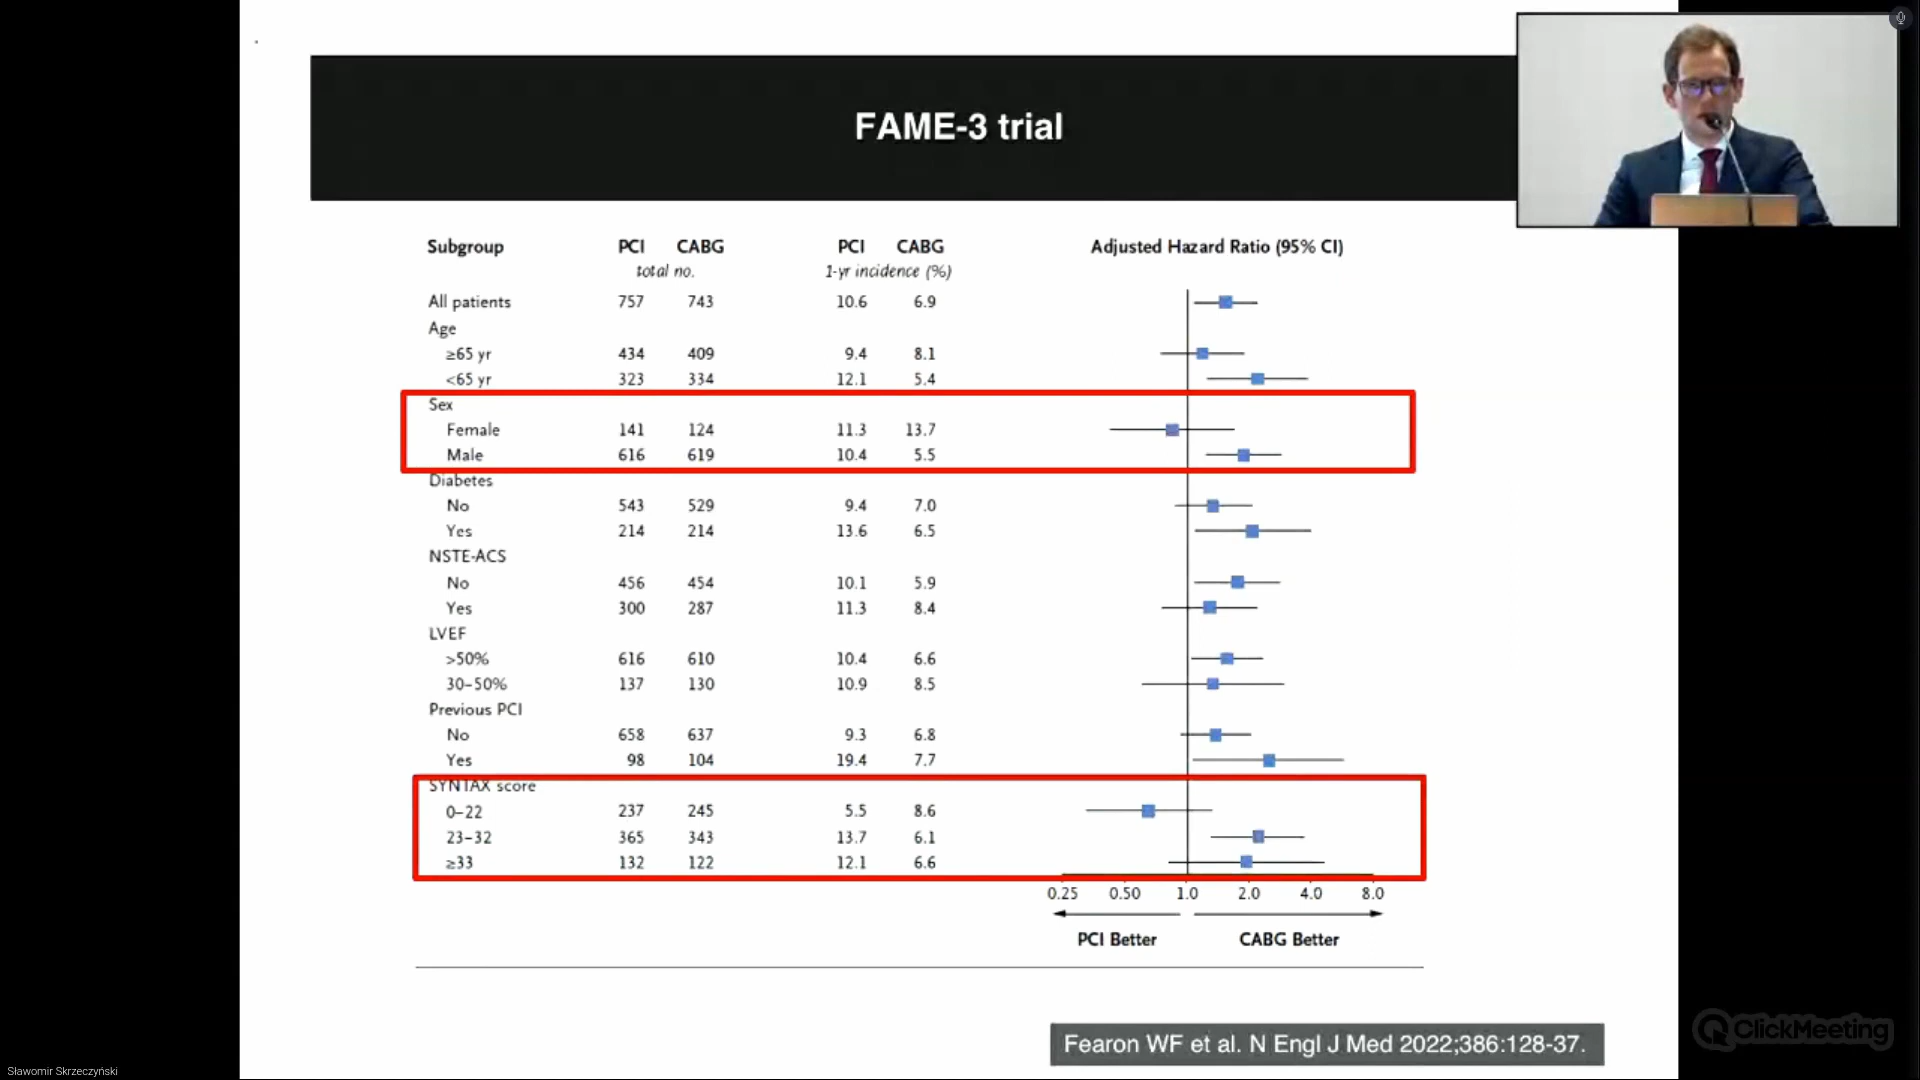 FAME-3 trial
Subgroup PCI CABG PCI CABG Adjusted Hazard Ratio (95% CI)
total no. 1-yr incidence (%)
All patients 757 743 10.6 6.9
Age
≥65 yr 434 409 9.4 8.1
<65 yr 323 334 12.1 5.4
Sex
Female 141 124 11.3 13.7
Male 616 619 10.4 5.5
Diabetes
No 543 529 9.4 7.0
Yes 214 214 13.6 6.5
NSTE-ACS
No 456 454 10.1 5.9
Yes 300 287 11.3 8.4
LVEF
>50% 616 610 10.4 6.6
30–50% 137 130 10.9 8.5
Previous PCI
No 658 637 9.3 6.8
Yes 98 104 19.4 7.7
SYNTAX score
0–22 237 245 5.5 8.6
23–32 365 343 13.7 6.1
≥33 132 122 12.1 6.6
0.25 0.50 1.0 2.0 4.0 8.0
PCI Better CABG Better
Fearon WF et al. N Engl J Med 2022;386:128-37.
ClickMeeting
Sławomir Skrzeczyński